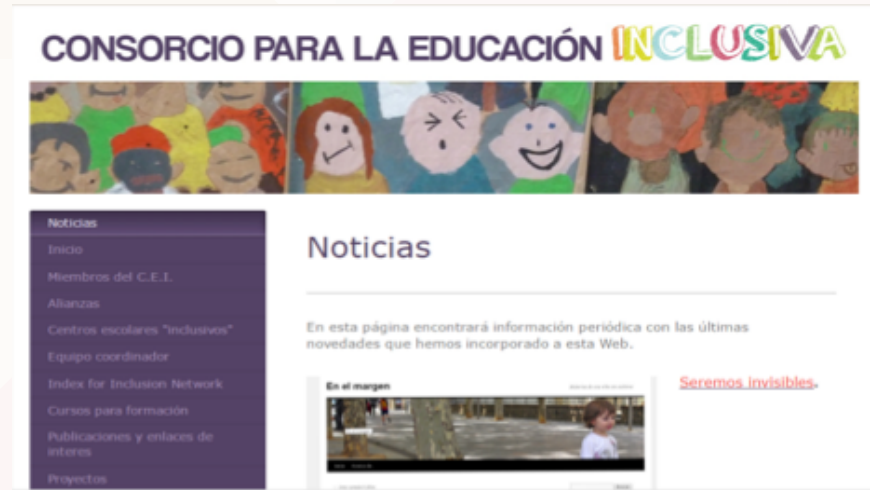 CONSORCIO PARA LA EDUCACIÓN INCLUSIVA
Noticias
Inicio
Miembros del C.E.I.
Alianzas
Centros escolares "inclusivos"
Equipo coordinador
Index for Inclusion Network
Cursos para formación
Publicaciones y enlaces de
interes
Proyectos
Noticias
En esta página encontrará información periódica con las últimas
novedades que hemos incorporado a esta Web.
En el margen
Seremos invisibles.